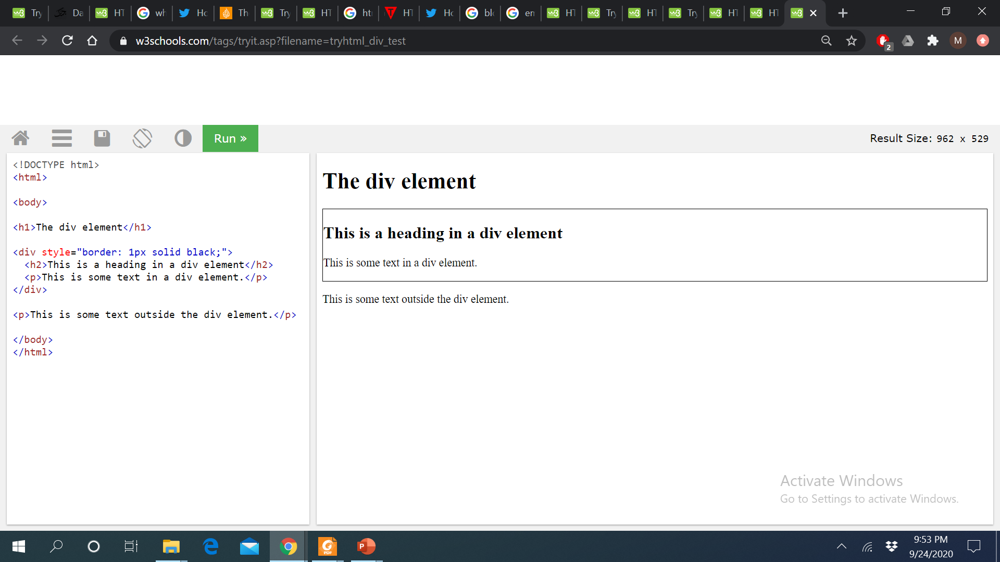 Try
Da
HT
wh
Ho
Th
Try
HT
ht
HT
Ho
bl
en
HT
Try
HT
Try
HT
HT
w3schools.com/tags/tryit.asp?filename=tryhtml_div_test
2
M
Run »
Result Size: 962 x 529
<!DOCTYPE html>
<html>
<body>
<h1>The div element</h1>
<div style="border: 1px solid black;">
<h2>This is a heading in a div element</h2>
<p>This is some text in a div element.</p>
</div>
<p>This is some text outside the div element.</p>
</body>
</html>
The div element
This is a heading in a div element
This is some text in a div element.
This is some text outside the div element.
Activate Windows
Go to Settings to activate Windows.
PDF
P
9:53 PM
9/24/2020